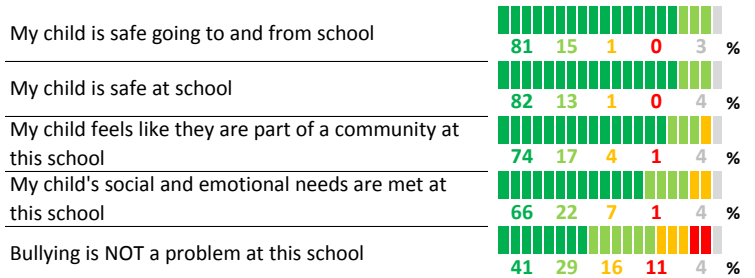 My child is safe going to and from school
81 15 1 0 3 %
My child is safe at school
82 13 1 0 4 %
My child feels like they are part of a community at
this school
74 17 4 1 4 %
My child's social and emotional needs are met at
this school
66 22 7 1 4 %
Bullying is NOT a problem at this school
41 29 16 11 4 %